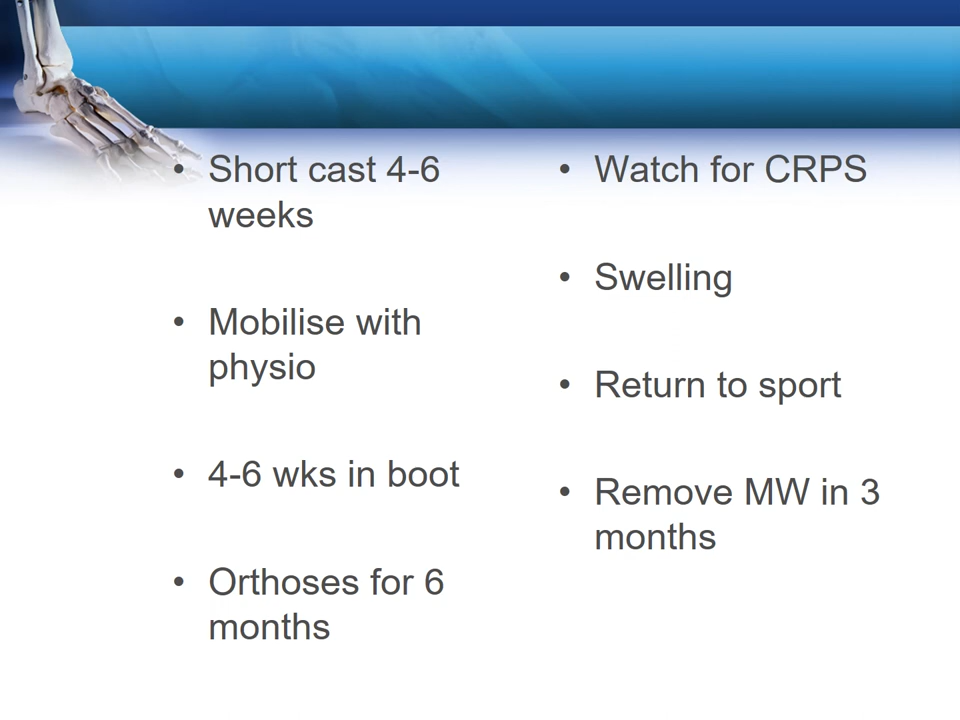 • Short cast 4-6
weeks
• Mobilise with
physio
• 4-6 wks in boot
• Orthoses for 6
months
• Watch for CRPS
• Swelling
• Return to sport
• Remove MW in 3
months